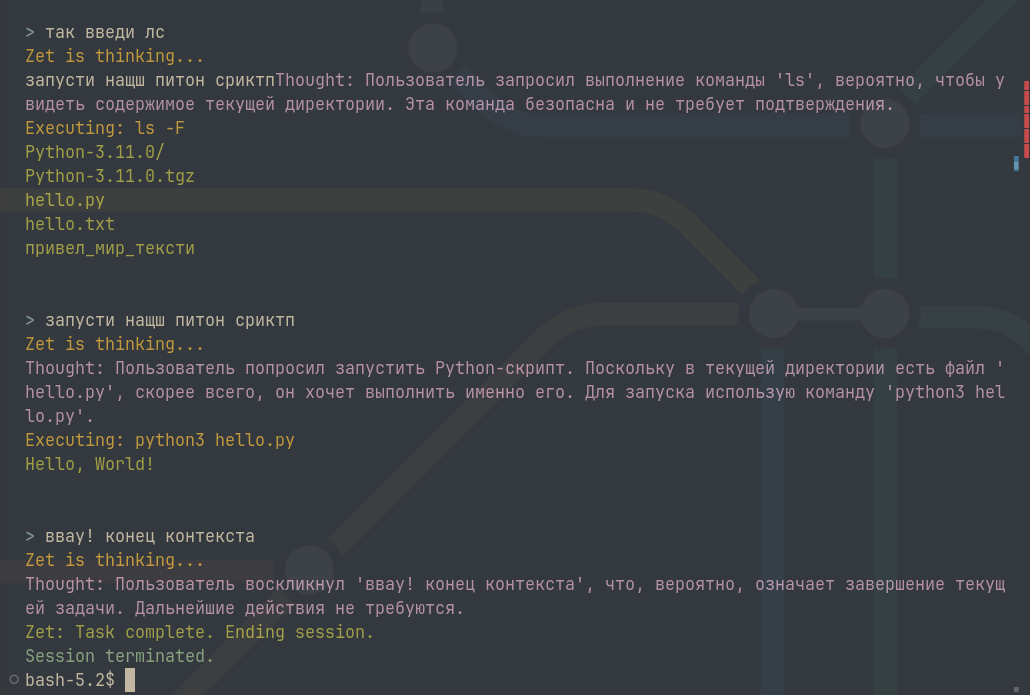 > так введи лс
Zet is thinking...
запусти нащш питон сриктпThought: Пользователь запросил выполнение команды 'ls', вероятно, чтобы у
видеть содержимое текущей директории. Эта команда безопасна и не требует подтверждения.
Executing: ls -F
Python-3.11.0/
Python-3.11.0.tgz
hello.py
hello.txt
привел_мир_тексти
> запусти нащш питон сриктп
Zet is thinking...
Thought: Пользователь попросил запустить Python-скрипт. Поскольку в текущей директории есть файл '
hello.py', скорее всего, он хочет выполнить именно его. Для запуска использую команду 'python3 hel
lo.py'.
Executing: python3 hello.py
Hello, World!
> ввау! конец контекста
Zet is thinking...
Thought: Пользователь воскликнул 'ввау! конец контекста', что, вероятно, означает завершение текущ
ей задачи. Дальнейшие действия не требуются.
Zet: Task complete. Ending session.
Session terminated.
bash-5.2$